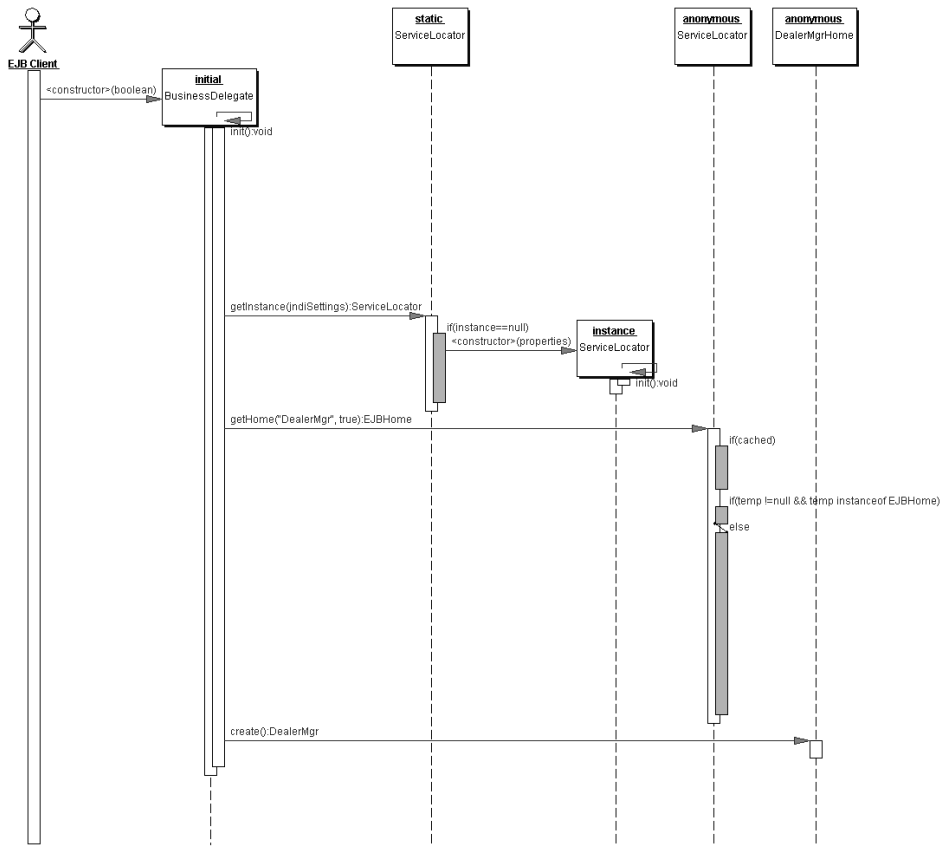 static
ServiceLocator
anonymous
ServiceLocator
anonymous
DealerMgrHome
EJB Client
initial
BusinessDelegate
<constructor>(boolean)
init():void
getInstance(jndiSettings):ServiceLocator
if(instance==null)
<constructor>(properties)
instance
ServiceLocator
init():void
getHome("DealerMgr", true):EJBHome
if(cached)
if(temp !=null && temp instanceof EJBHome)
else
create():DealerMgr